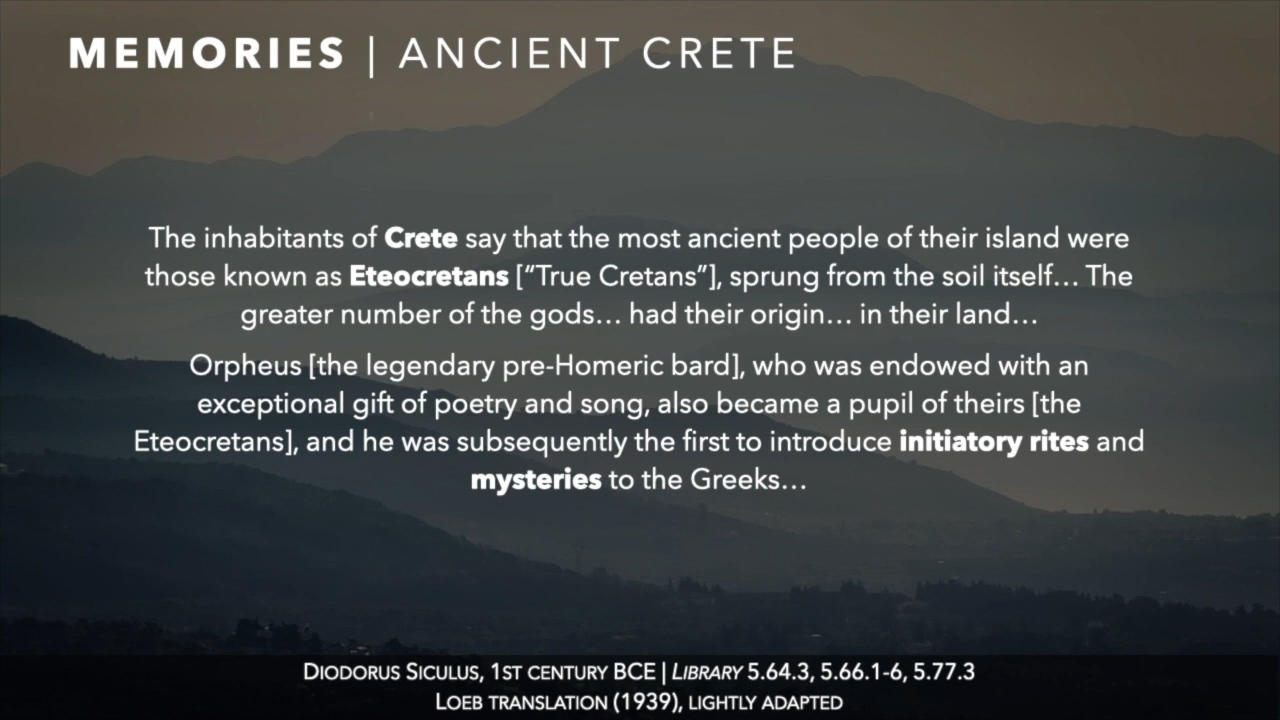 MEMORIES | ANCIENT CRETE
The inhabitants of Crete say that the most ancient people of their island were
those known as Eteocretans [“True Cretans”], sprung from the soil itself… The
greater number of the gods… had their origin… in their land…
Orpheus [the legendary pre-Homeric bard], who was endowed with an
exceptional gift of poetry and song, also became a pupil of theirs [the
Eteocretans], and he was subsequently the first to introduce initiatory rites and
mysteries to the Greeks…
Diodorus Siculus, 1st century BCE | Library 5.64.3, 5.66.1-6, 5.77.3
Loeb translation (1939), lightly adapted